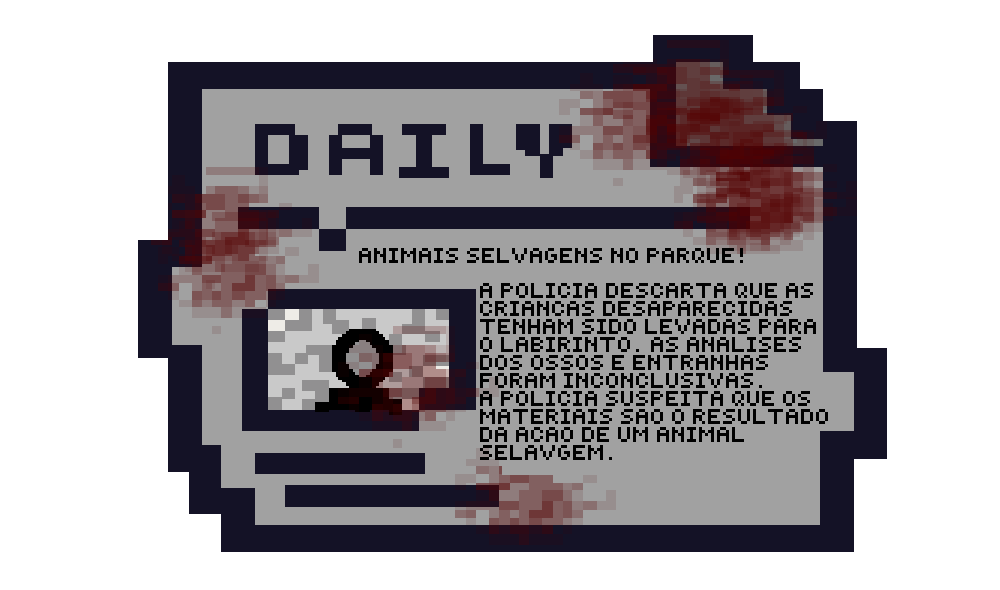 DAILY
ANIMAIS SELVAGENS NO PARQUE!
A POLICIA DESCARTA QUE AS
CRIANCAS DESAPARECIDAS
TENHAM SIDO LEVADAS PARA
O LABIRINTO. AS ANALISES
DOS OSSOS E ENTRANHAS
FORAM INCONCLUSIVAS.
A POLICIA SUSPEITA QUE OS
MATERIAIS SAO O RESULTADO
DA ACAO DE UM ANIMAL
SELAVGEM.